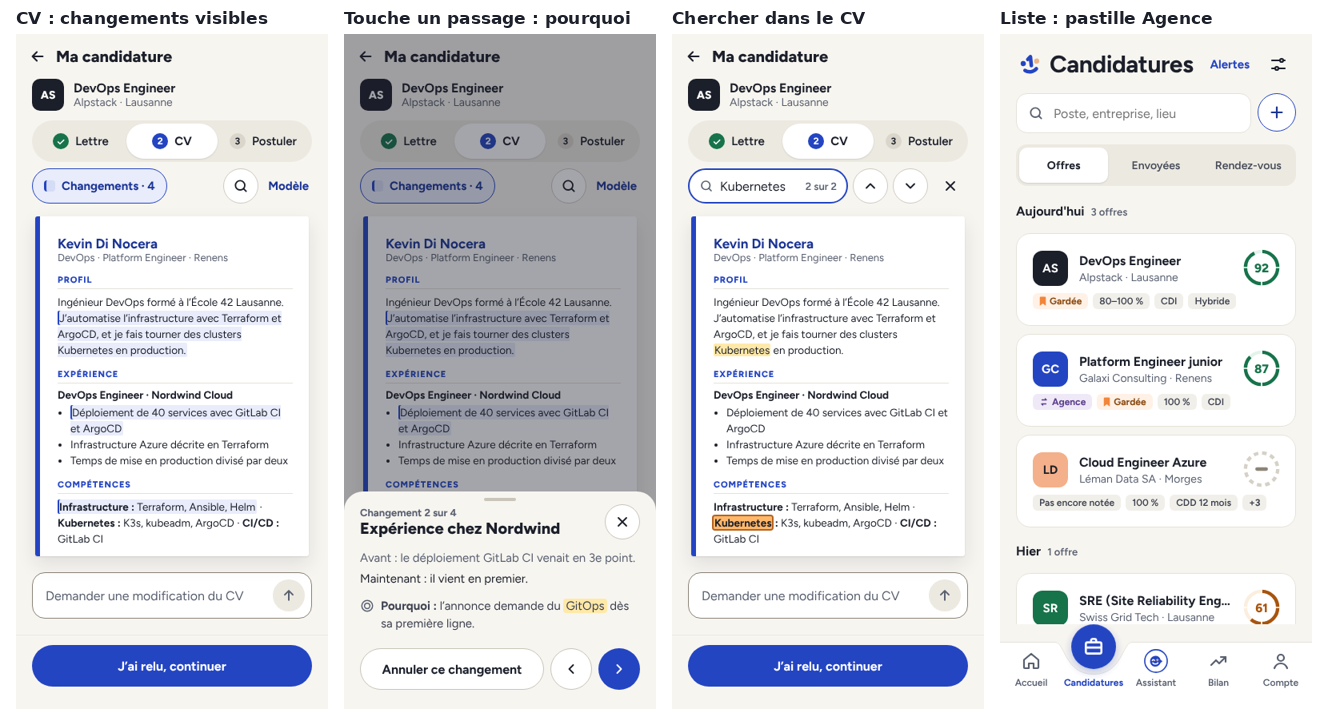 CV : changements visibles
Ma candidature
AS
DevOps Engineer
Alpstack · Lausanne
Lettre
2 CV
3 Postuler
Changements · 4
Modèle
Kevin Di Nocera
DevOps · Platform Engineer · Renens
PROFIL
Ingénieur DevOps formé à l'École 42 Lausanne.
J'automatise l'infrastructure avec Terraform et
ArgoCD, et je fais tourner des clusters
Kubernetes en production.
EXPÉRIENCE
DevOps Engineer · Nordwind Cloud
• Déploiement de 40 services avec GitLab CI
et ArgoCD
• Infrastructure Azure décrite en Terraform
• Temps de mise en production divisé par deux
COMPÉTENCES
Infrastructure : Terraform, Ansible, Helm ·
Kubernetes : K3s, kubeadm, ArgoCD · CI/CD :
GitLab CI
Demander une modification du CV
J'ai relu, continuer
Touche un passage : pourquoi
Ma candidature
AS
DevOps Engineer
Alpstack · Lausanne
Lettre
2 CV
3 Postuler
Changements · 4
Modèle
Kevin Di Nocera
DevOps · Platform Engineer · Renens
PROFIL
Ingénieur DevOps formé à l'École 42 Lausanne.
J'automatise l'infrastructure avec Terraform et
ArgoCD, et je fais tourner des clusters
Kubernetes en production.
EXPÉRIENCE
DevOps Engineer · Nordwind Cloud
• Déploiement de 40 services avec GitLab CI
et ArgoCD
• Infrastructure Azure décrite en Terraform
• Temps de mise en production divisé par deux
COMPÉTENCES
Changement 2 sur 4
Expérience chez Nordwind
Avant : le déploiement GitLab CI venait en 3e point.
Maintenant : il vient en premier.
Pourquoi : l'annonce demande du GitOps dès
sa première ligne.
Annuler ce changement
Chercher dans le CV
Ma candidature
AS
DevOps Engineer
Alpstack · Lausanne
Lettre
2 CV
3 Postuler
Kubernetes 2 sur 2
Kevin Di Nocera
DevOps · Platform Engineer · Renens
PROFIL
Ingénieur DevOps formé à l'École 42 Lausanne.
J'automatise l'infrastructure avec Terraform et
ArgoCD, et je fais tourner des clusters
Kubernetes en production.
EXPÉRIENCE
DevOps Engineer · Nordwind Cloud
• Déploiement de 40 services avec GitLab CI et
ArgoCD
• Infrastructure Azure décrite en Terraform
• Temps de mise en production divisé par deux
COMPÉTENCES
Infrastructure : Terraform, Ansible, Helm ·
Kubernetes : K3s, kubeadm, ArgoCD · CI/CD :
GitLab CI
Demander une modification du CV
J'ai relu, continuer
Liste : pastille Agence
Candidatures
Alertes
Poste, entreprise, lieu
Offres
Envoyées
Rendez-vous
Aujourd'hui 3 offres
AS
DevOps Engineer
Alpstack · Lausanne
92
Gardée
80–100 %
CDI
Hybride
GC
Platform Engineer junior
Galaxi Consulting · Renens
87
Agence
Gardée
100 %
CDI
LD
Cloud Engineer Azure
Léman Data SA · Morges
Pas encore notée
100 %
CDD 12 mois
+3
Hier 1 offre
SR
SRE (Site Reliability Eng...
Swiss Grid Tech · Lausanne
61
Accueil
Candidatures
Assistant
Bilan
Compte